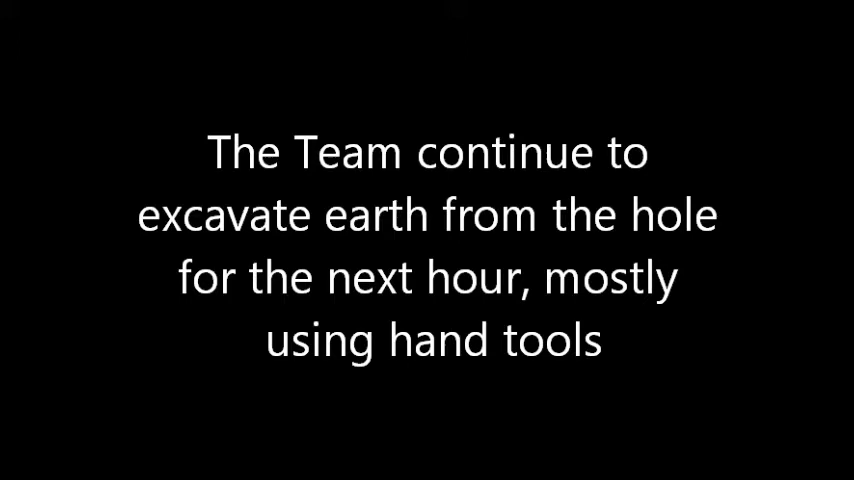 The Team continue to
excavate earth from the hole
for the next hour, mostly
using hand tools